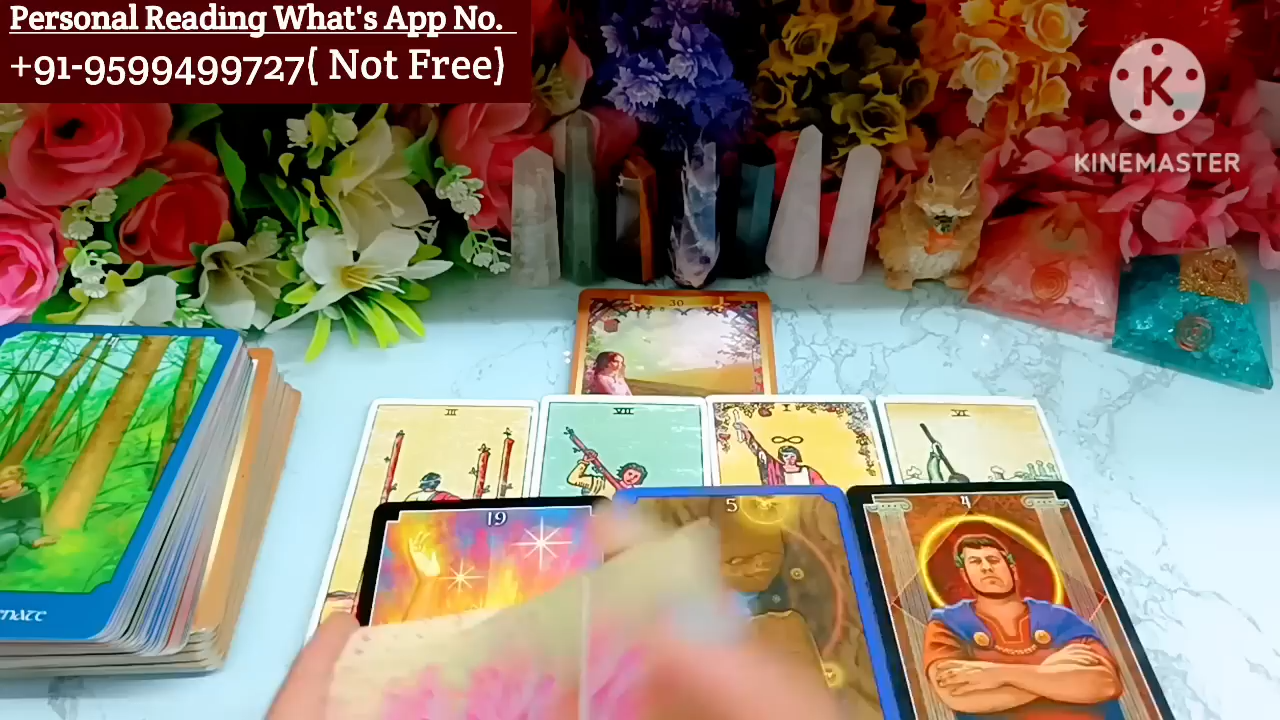 Personal Reading What's App No.
+91-9599499727( Not Free)
K
KINEMASTER
30
III
VII
I
VI
19
5
4